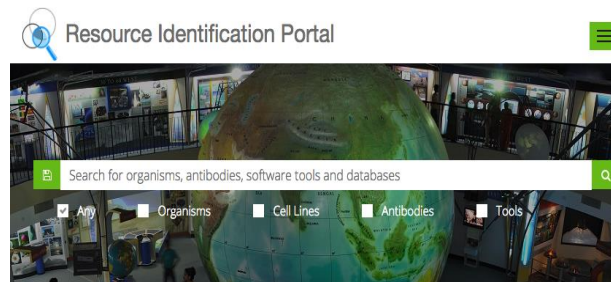 Resource Identification Portal
Search for organisms, antibodies, software tools and databases
Any Organisms Cell Lines Antibodies Tools